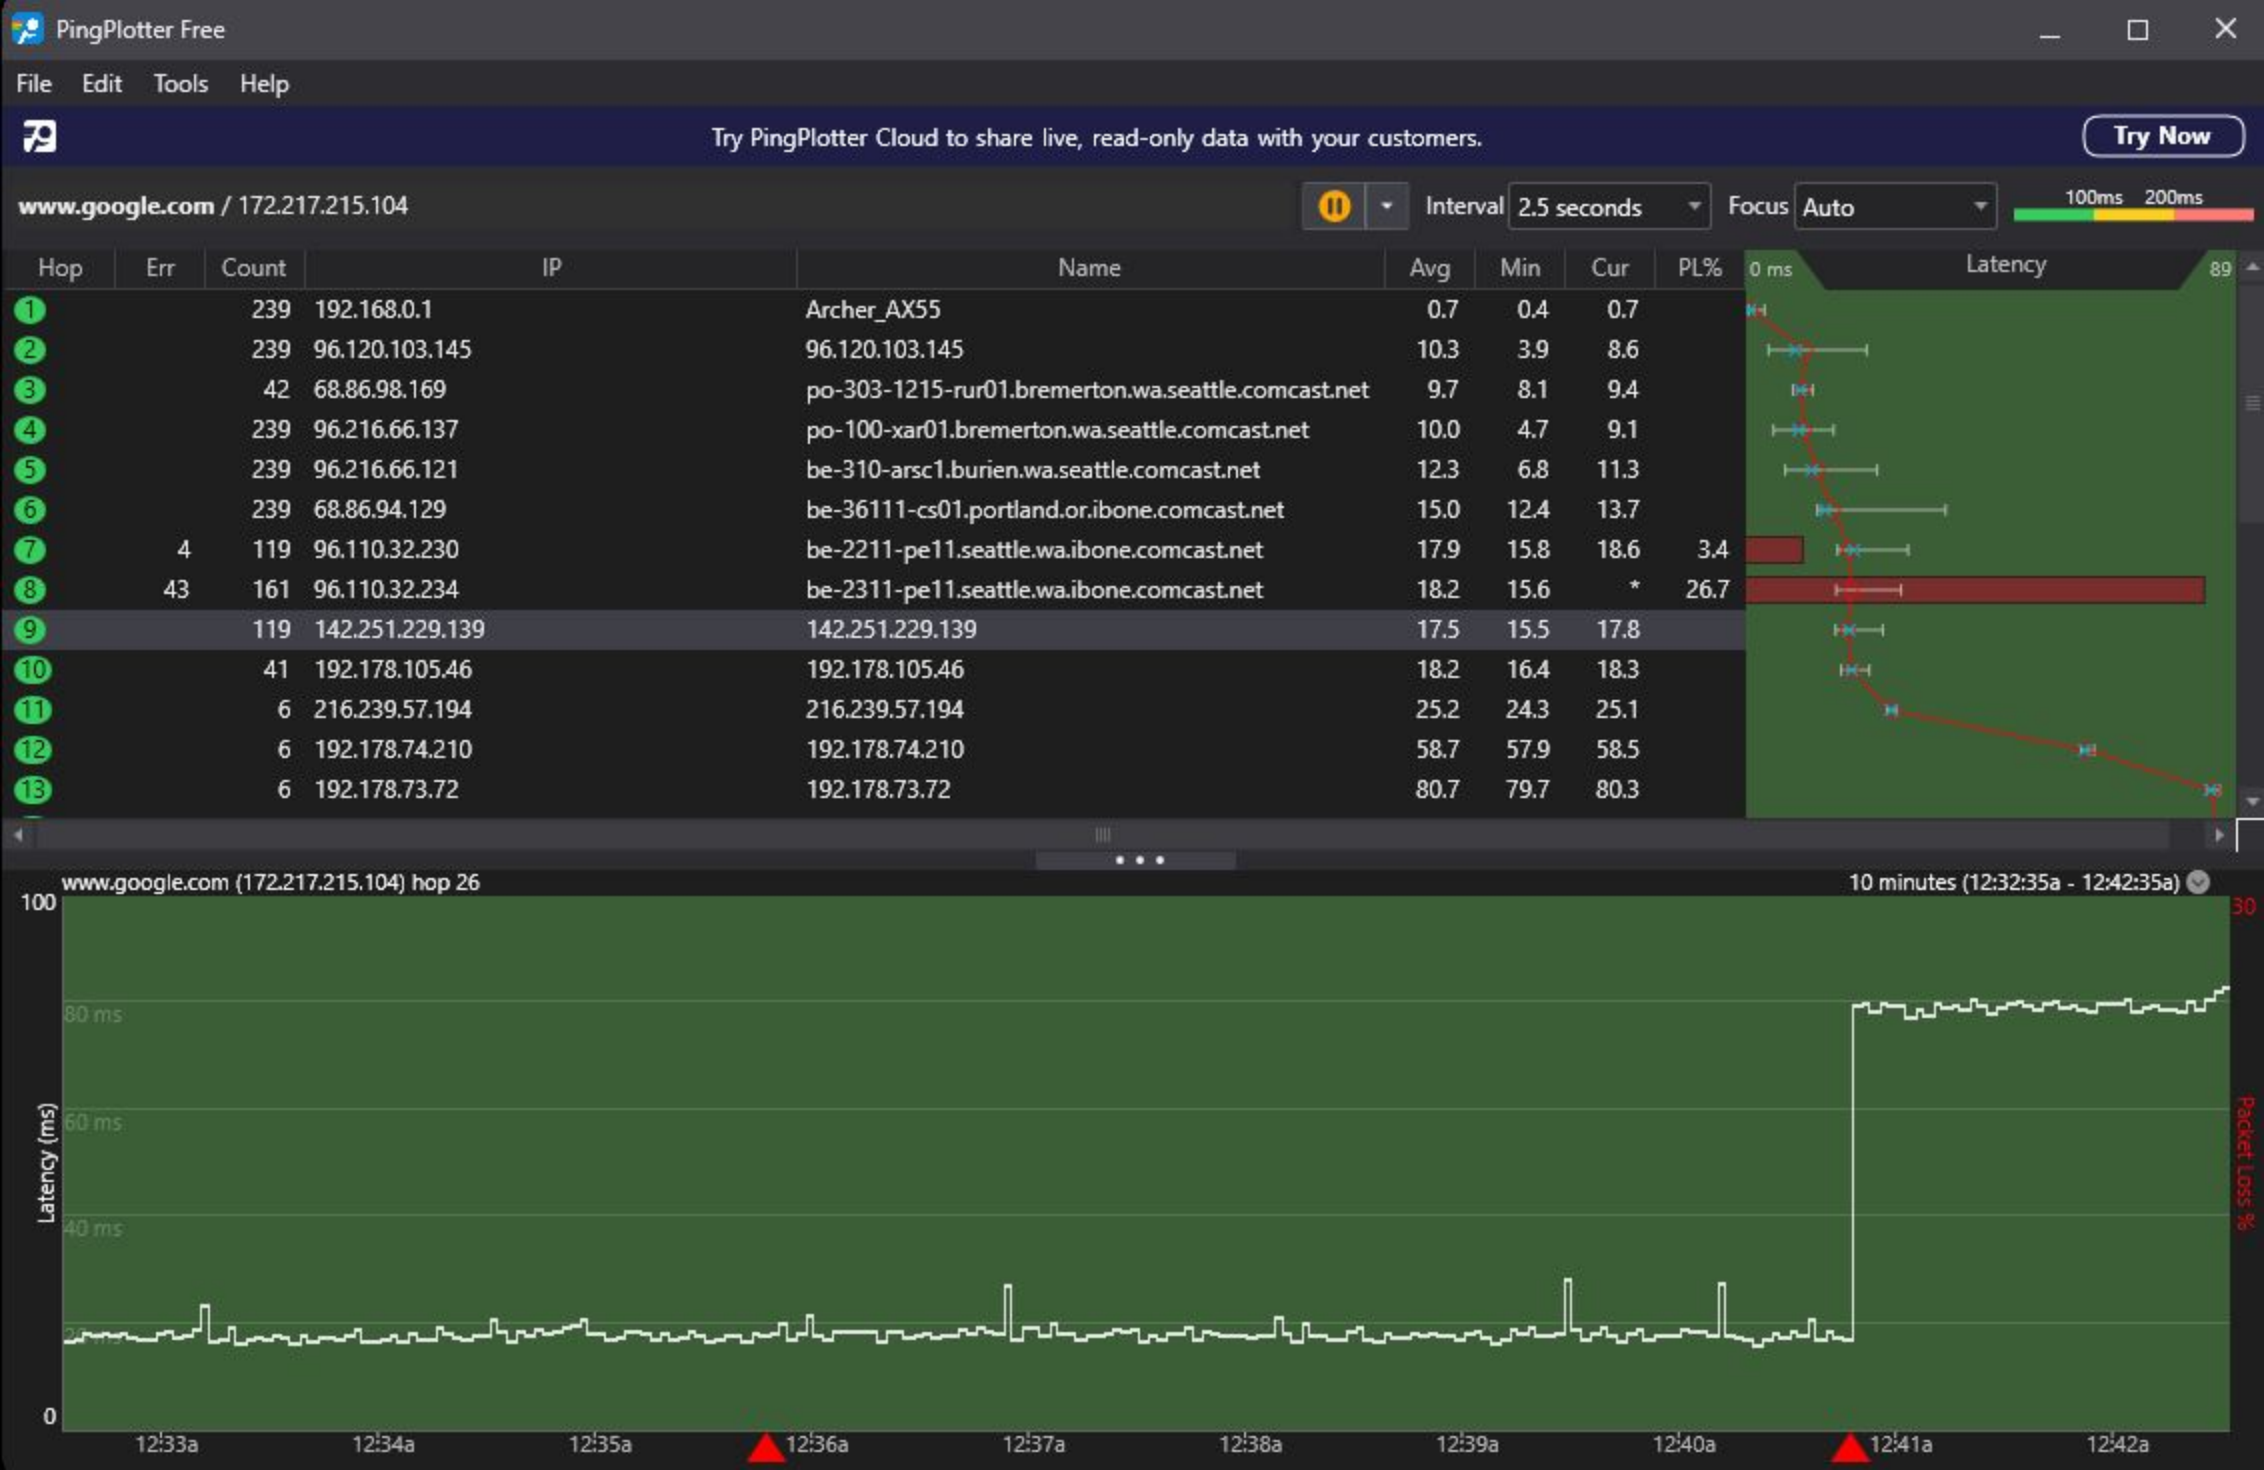 PingPlotter Free
File Edit Tools Help
Try PingPlotter Cloud to share live, read-only data with your customers. Try Now
www.google.com / 172.217.215.104 Interval 2.5 seconds Focus Auto 100ms 200ms
Hop Err Count IP Name Avg Min Cur PL% 0 ms Latency 89
1 239 192.168.0.1 Archer_AX55 0.7 0.4 0.7
2 239 96.120.103.145 96.120.103.145 10.3 3.9 8.6
3 42 68.86.98.169 po-303-1215-rur01.bremerton.wa.seattle.comcast.net 9.7 8.1 9.4
4 239 96.216.66.137 po-100-xar01.bremerton.wa.seattle.comcast.net 10.0 4.7 9.1
5 239 96.216.66.121 be-310-arsc1.burien.wa.seattle.comcast.net 12.3 6.8 11.3
6 239 68.86.94.129 be-36111-cs01.portland.or.ibone.comcast.net 15.0 12.4 13.7
7 4 119 96.110.32.230 be-2211-pe11.seattle.wa.ibone.comcast.net 17.9 15.8 18.6 3.4
8 43 161 96.110.32.234 be-2311-pe11.seattle.wa.ibone.comcast.net 18.2 15.6 * 26.7
9 119 142.251.229.139 142.251.229.139 17.5 15.5 17.8
10 41 192.178.105.46 192.178.105.46 18.2 16.4 18.3
11 6 216.239.57.194 216.239.57.194 25.2 24.3 25.1
12 6 192.178.74.210 192.178.74.210 58.7 57.9 58.5
13 6 192.178.73.72 192.178.73.72 80.7 79.7 80.3
www.google.com (172.217.215.104) hop 26 10 minutes (12:32:35a - 12:42:35a)
100 30
80 ms
60 ms
Latency (ms) Packet Loss %
40 ms
20 ms
0
12:33a 12:34a 12:35a 12:36a 12:37a 12:38a 12:39a 12:40a 12:41a 12:42a